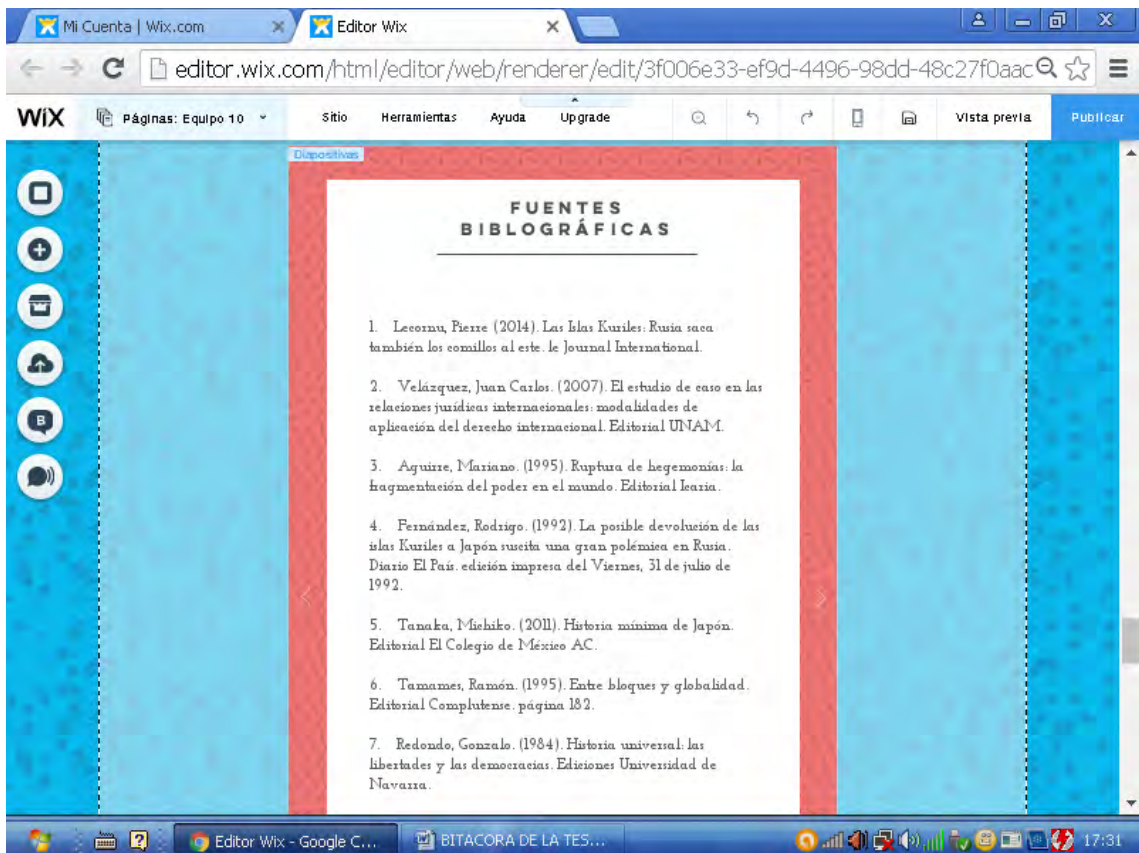 Mi Cuenta | Wix.com
Editor Wix
editor.wix.com/html/editor/web/renderer/edit/3f006e33-ef9d-4496-98dd-48c27f0aac
WiX
Páginas: Equipo 10
Sitio
Herramientas
Ayuda
Upgrade
Vista previa
Publicar
Diapositivas
FUENTES
BIBLOGRÁFICAS
1. Lecornu, Pierre (2014). Las Islas Kuriles: Rusia saca
también los comillos al este. le Journal International.
2. Velázquez, Juan Carlos. (2007). El estudio de caso en las
relaciones jurídicas internacionales: modalidades de
aplicación del derecho internacional. Editorial UNAM.
3. Aguirre, Mariano. (1995). Ruptura de hegemonías: la
fragmentación del poder en el mundo. Editorial Icaria.
4. Fernández, Rodrigo. (1992). La posible devolución de las
islas Kuriles a Japón suscita una gran polémica en Rusia.
Diario El País. edición impresa del Viernes, 31 de julio de
1992.
5. Tanaka, Michiko. (2011). Historia mínima de Japón.
Editorial El Colegio de México AC.
6. Tamames, Ramón. (1995). Entre bloques y globalidad.
Editorial Complutense. página 182.
7. Redondo, Gonzalo. (1984). Historia universal: las
libertades y las democracias. Ediciones Universidad de
Navarra.
B
Editor Wix - Google C...
BITACORA DE LA TES...
17:31